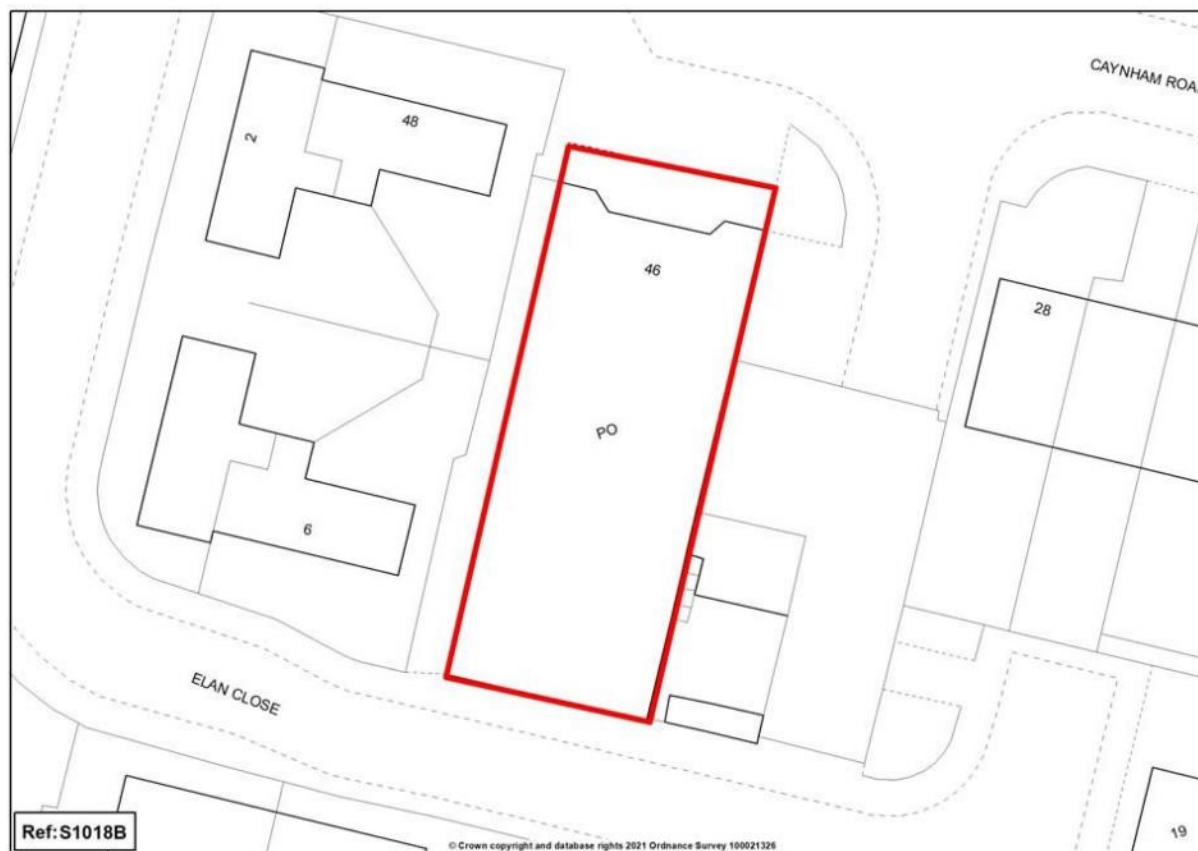 CAYNHAM ROA
48
2
46
28
PO
6
ELAN CLOSE
19
Ref:S1018B
© Crown copyright and database rights 2021 Ordnance Survey 100021326